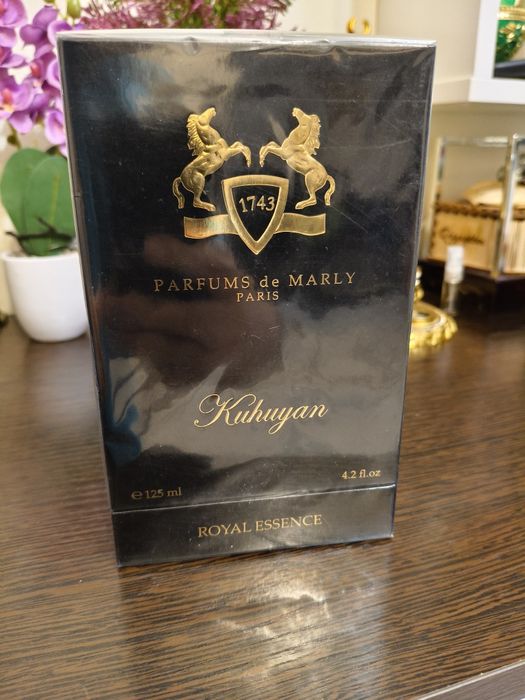 1743
PARFUMS de MARLY
PARIS
Kuhuyan
℮ 125 ml
4.2 fl.oz
ROYAL ESSENCE